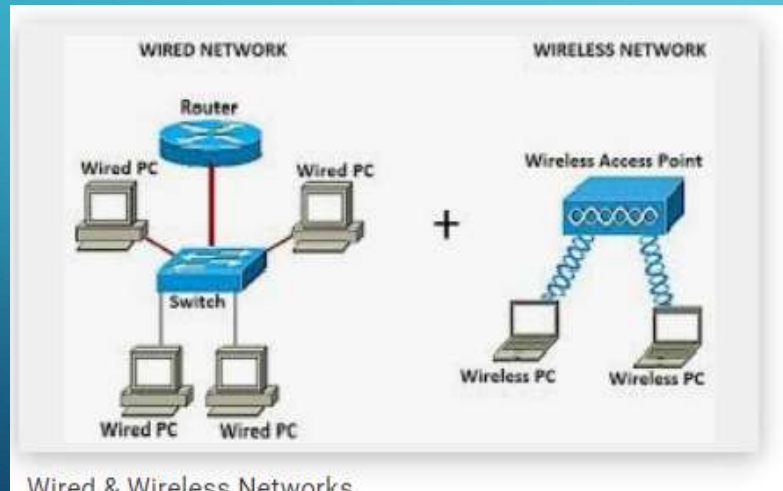 WIRED NETWORK
WIRELESS NETWORK
Router
Wired PC
Wired PC
Switch
Wired PC
Wired PC
+
Wireless Access Point
Wireless PC
Wireless PC
Wired & Wireless Networks